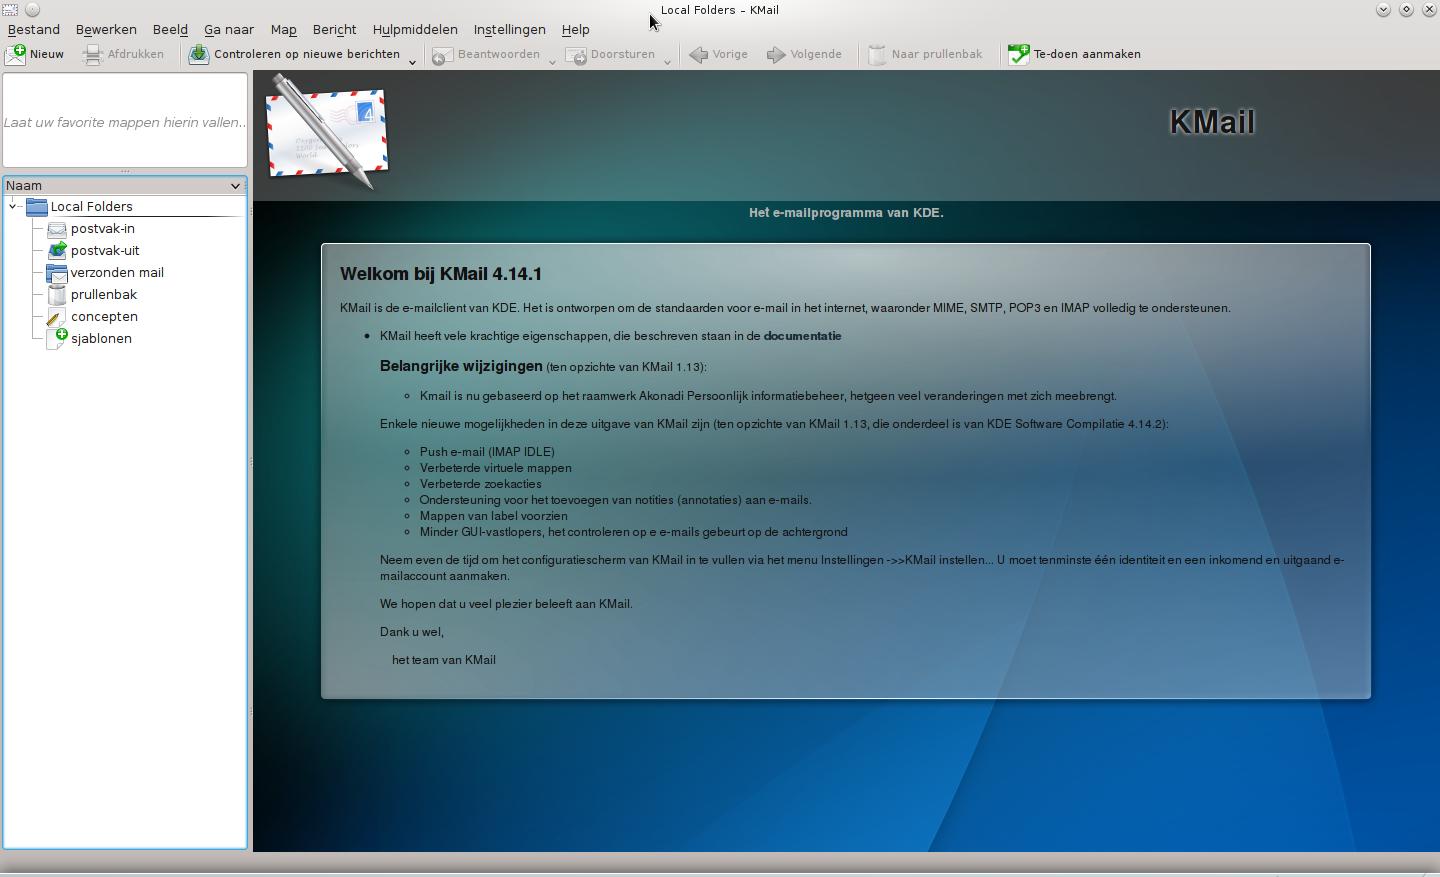 Local Folders – KMail
Bestand Bewerken Beeld Ga naar Map Bericht Hulpmiddelen Instellingen Help
Nieuw Afdrukken Controleren op nieuwe berichten Beantwoorden Doorsturen Vorige Volgende Naar prullenbak Te-doen aanmaken
Laat uw favorite mappen hierin vallen..
Naam
Local Folders
postvak-in
postvak-uit
verzonden mail
prullenbak
concepten
sjablonen
KMail
Het e-mailprogramma van KDE.
Welkom bij KMail 4.14.1
KMail is de e-mailclient van KDE. Het is ontworpen om de standaarden voor e-mail in het internet, waaronder MIME, SMTP, POP3 en IMAP volledig te ondersteunen.
KMail heeft vele krachtige eigenschappen, die beschreven staan in de documentatie
Belangrijke wijzigingen (ten opzichte van KMail 1.13):
Kmail is nu gebaseerd op het raamwerk Akonadi Persoonlijk informatiebeheer, hetgeen veel veranderingen met zich meebrengt.
Enkele nieuwe mogelijkheden in deze uitgave van KMail zijn (ten opzichte van KMail 1.13, die onderdeel is van KDE Software Compilatie 4.14.2):
Push e-mail (IMAP IDLE)
Verbeterde virtuele mappen
Verbeterde zoekacties
Ondersteuning voor het toevoegen van notities (annotaties) aan e-mails.
Mappen van label voorzien
Minder GUI-vastlopers, het controleren op e e-mails gebeurt op de achtergrond
Neem even de tijd om het configuratiescherm van KMail in te vullen via het menu Instellingen ->>KMail instellen... U moet tenminste één identiteit en een inkomend en uitgaand e-
mailaccount aanmaken.
We hopen dat u veel plezier beleeft aan KMail.
Dank u wel,
het team van KMail